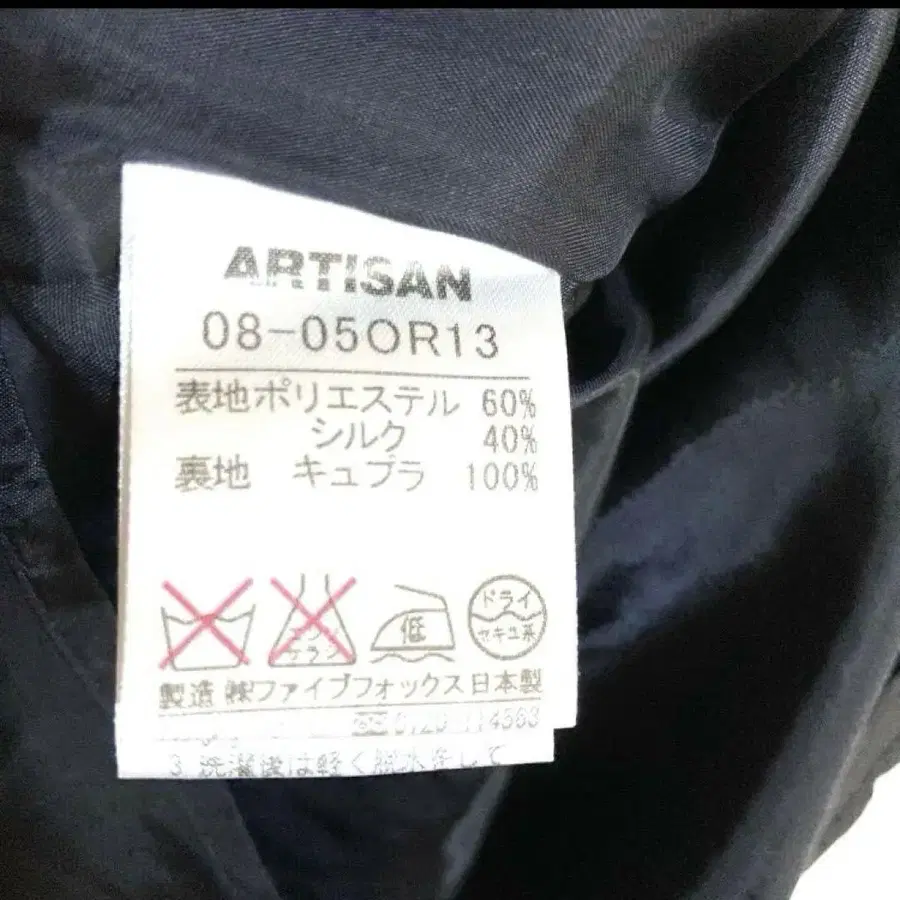 ARTISAN
08-05OR13
表地ポリエステル 60%
シルク 40%
裏地 キュプラ 100%
低
ドライ
セキユ系
製造 ㈱ファイブフォックス 日本製
3 洗濯後は軽く脱水をして